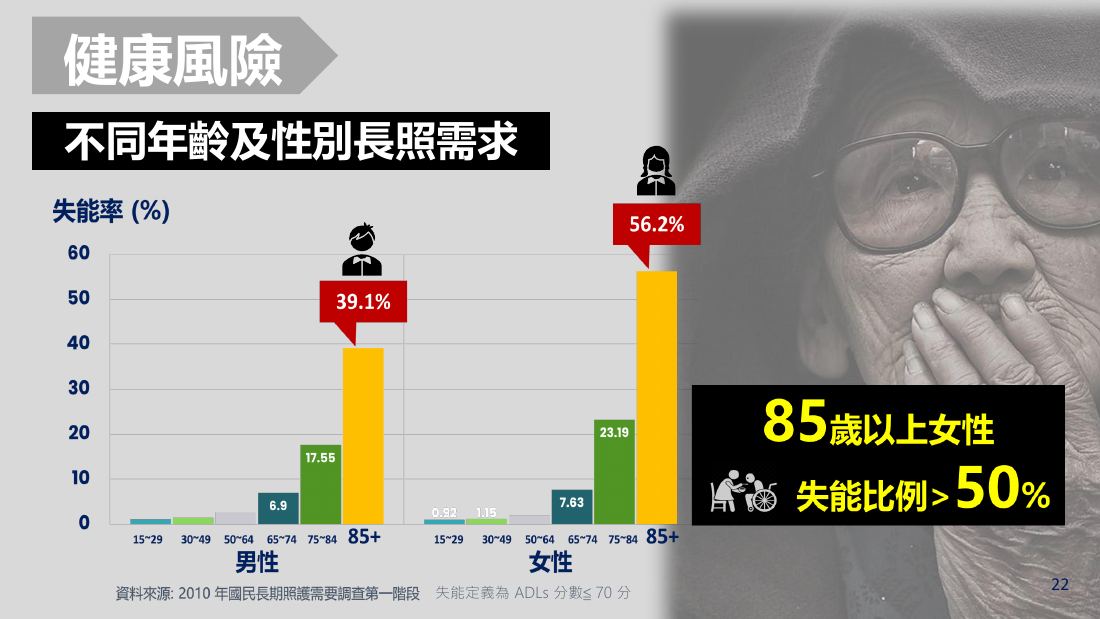 健康風險
不同年齡及性別長照需求
失能率 (%)
60
50
40
30
20
10
0
39.1%
56.2%
6.9
17.55
0.92
1.15
7.63
23.19
15~29 30~49 50~64 65~74 75~84 85+
男性
15~29 30~49 50~64 65~74 75~84 85+
女性
85歲以上女性
失能比例>50%
資料來源: 2010 年國民長期照護需要調查第一階段 失能定義為 ADLs 分數≦70 分
22